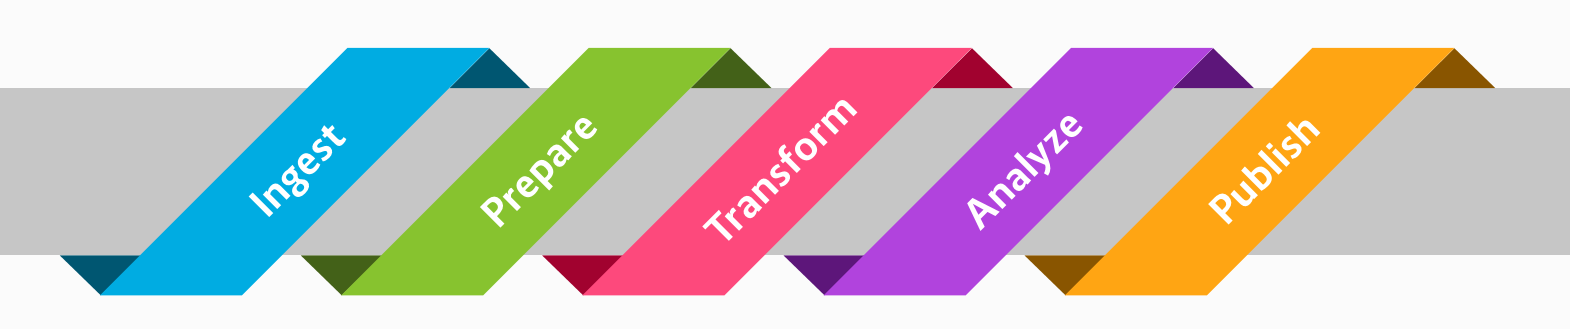 Ingest
Prepare
Transform
Analyze
Publish